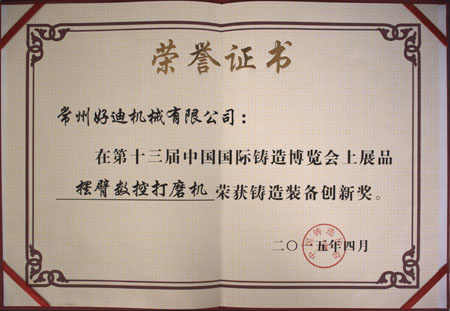 荣誉证书
常州好迪机械有限公司：
在第十三届中国国际铸造博览会上展品
摆臂数控打磨机荣获铸造装备创新奖。
二〇一五年四月